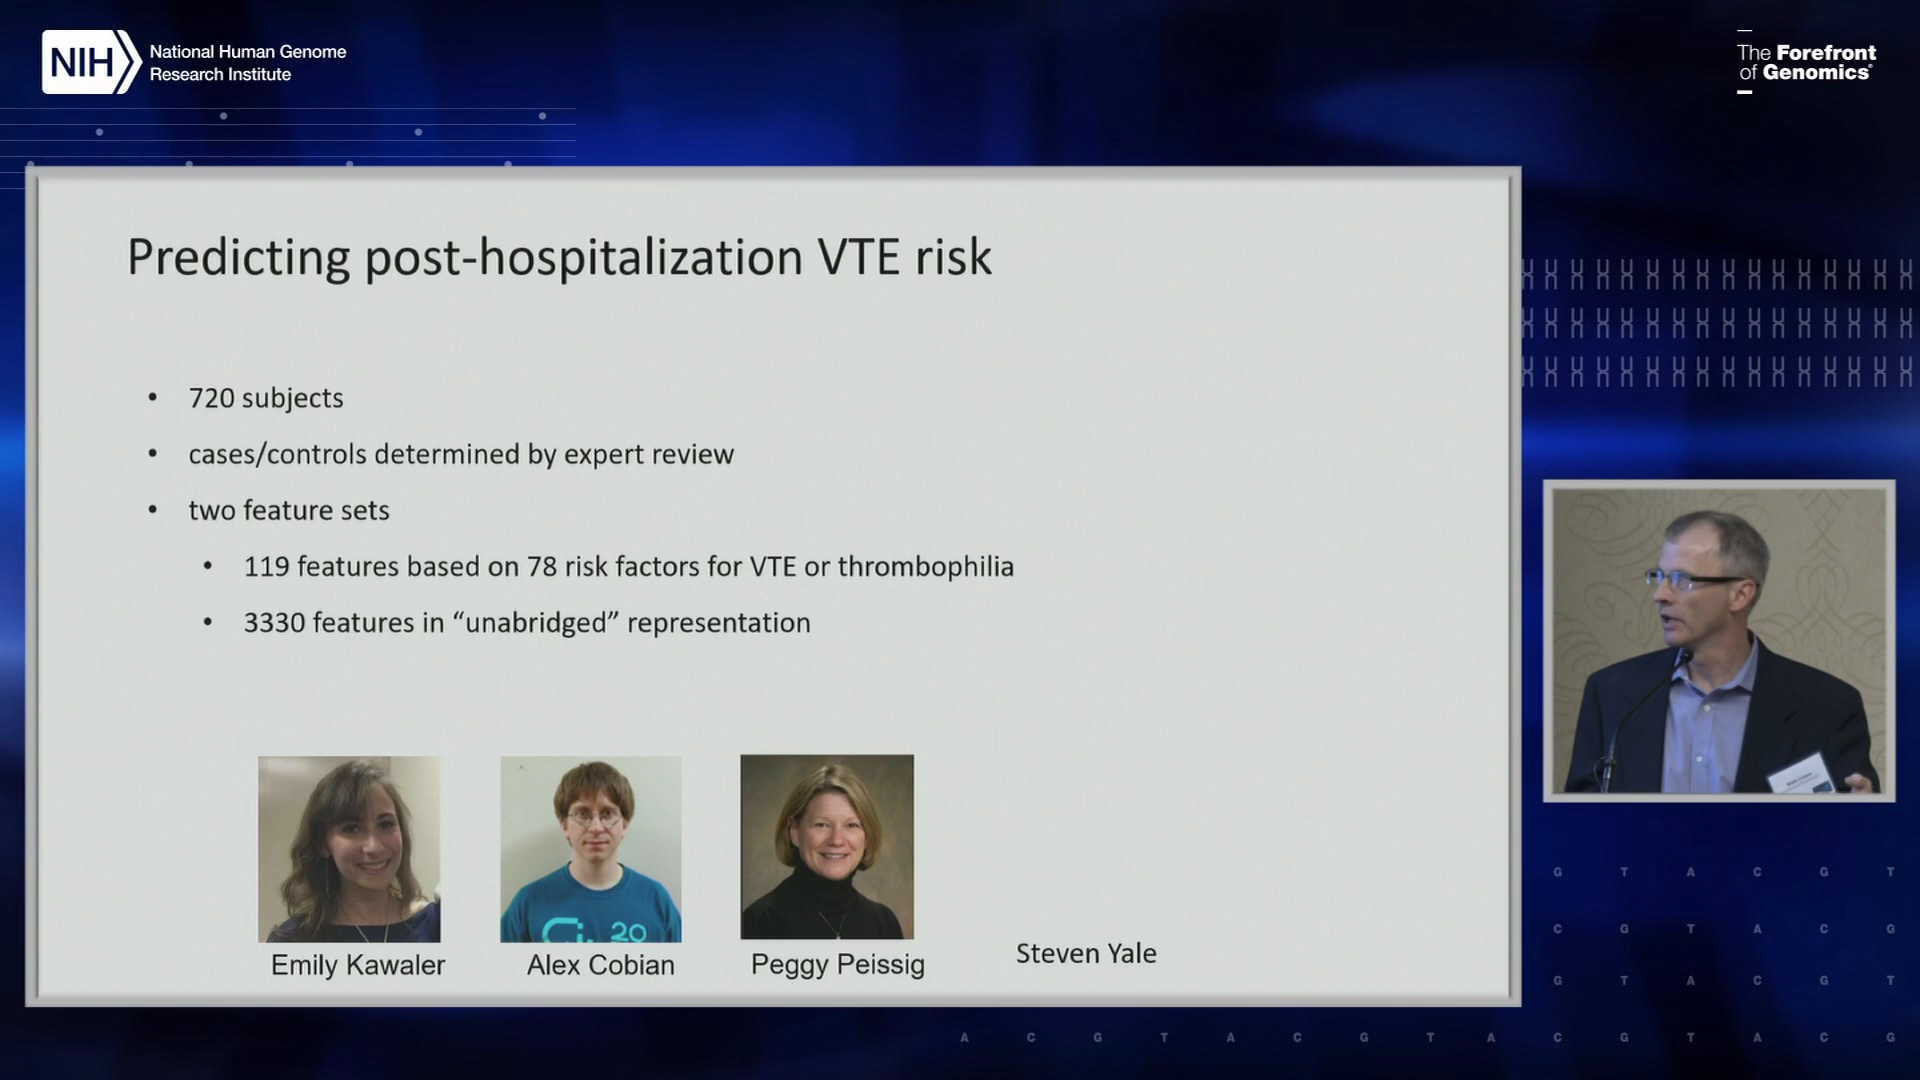 NIH
National Human Genome
Research Institute
The Forefront
of Genomics®
Predicting post-hospitalization VTE risk
• 720 subjects
• cases/controls determined by expert review
• two feature sets
• 119 features based on 78 risk factors for VTE or thrombophilia
• 3330 features in “unabridged” representation
20
Emily Kawaler
Alex Cobian
Peggy Peissig
Steven Yale
G T A C G T
C G T A C G
G T A C G T
A C G T A C G T A C G T A C G